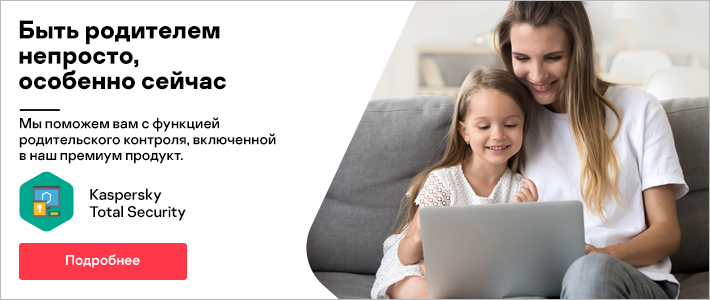 Быть родителем
непросто,
особенно сейчас
Мы поможем вам с функцией
родительского контроля, включенной
в наш премиум продукт.
Kaspersky
Total Security
Подробнее